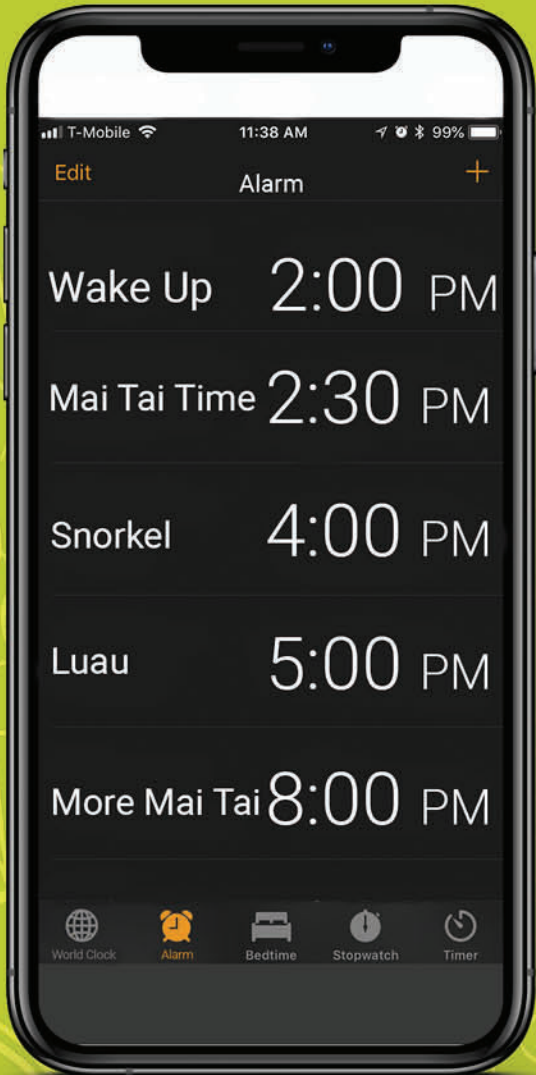 T-Mobile 11:38 AM 99%
Edit Alarm +
Wake Up 2:00 PM
Mai Tai Time 2:30 PM
Snorkel 4:00 PM
Luau 5:00 PM
More Mai Tai 8:00 PM
World Clock Alarm Bedtime Stopwatch Timer